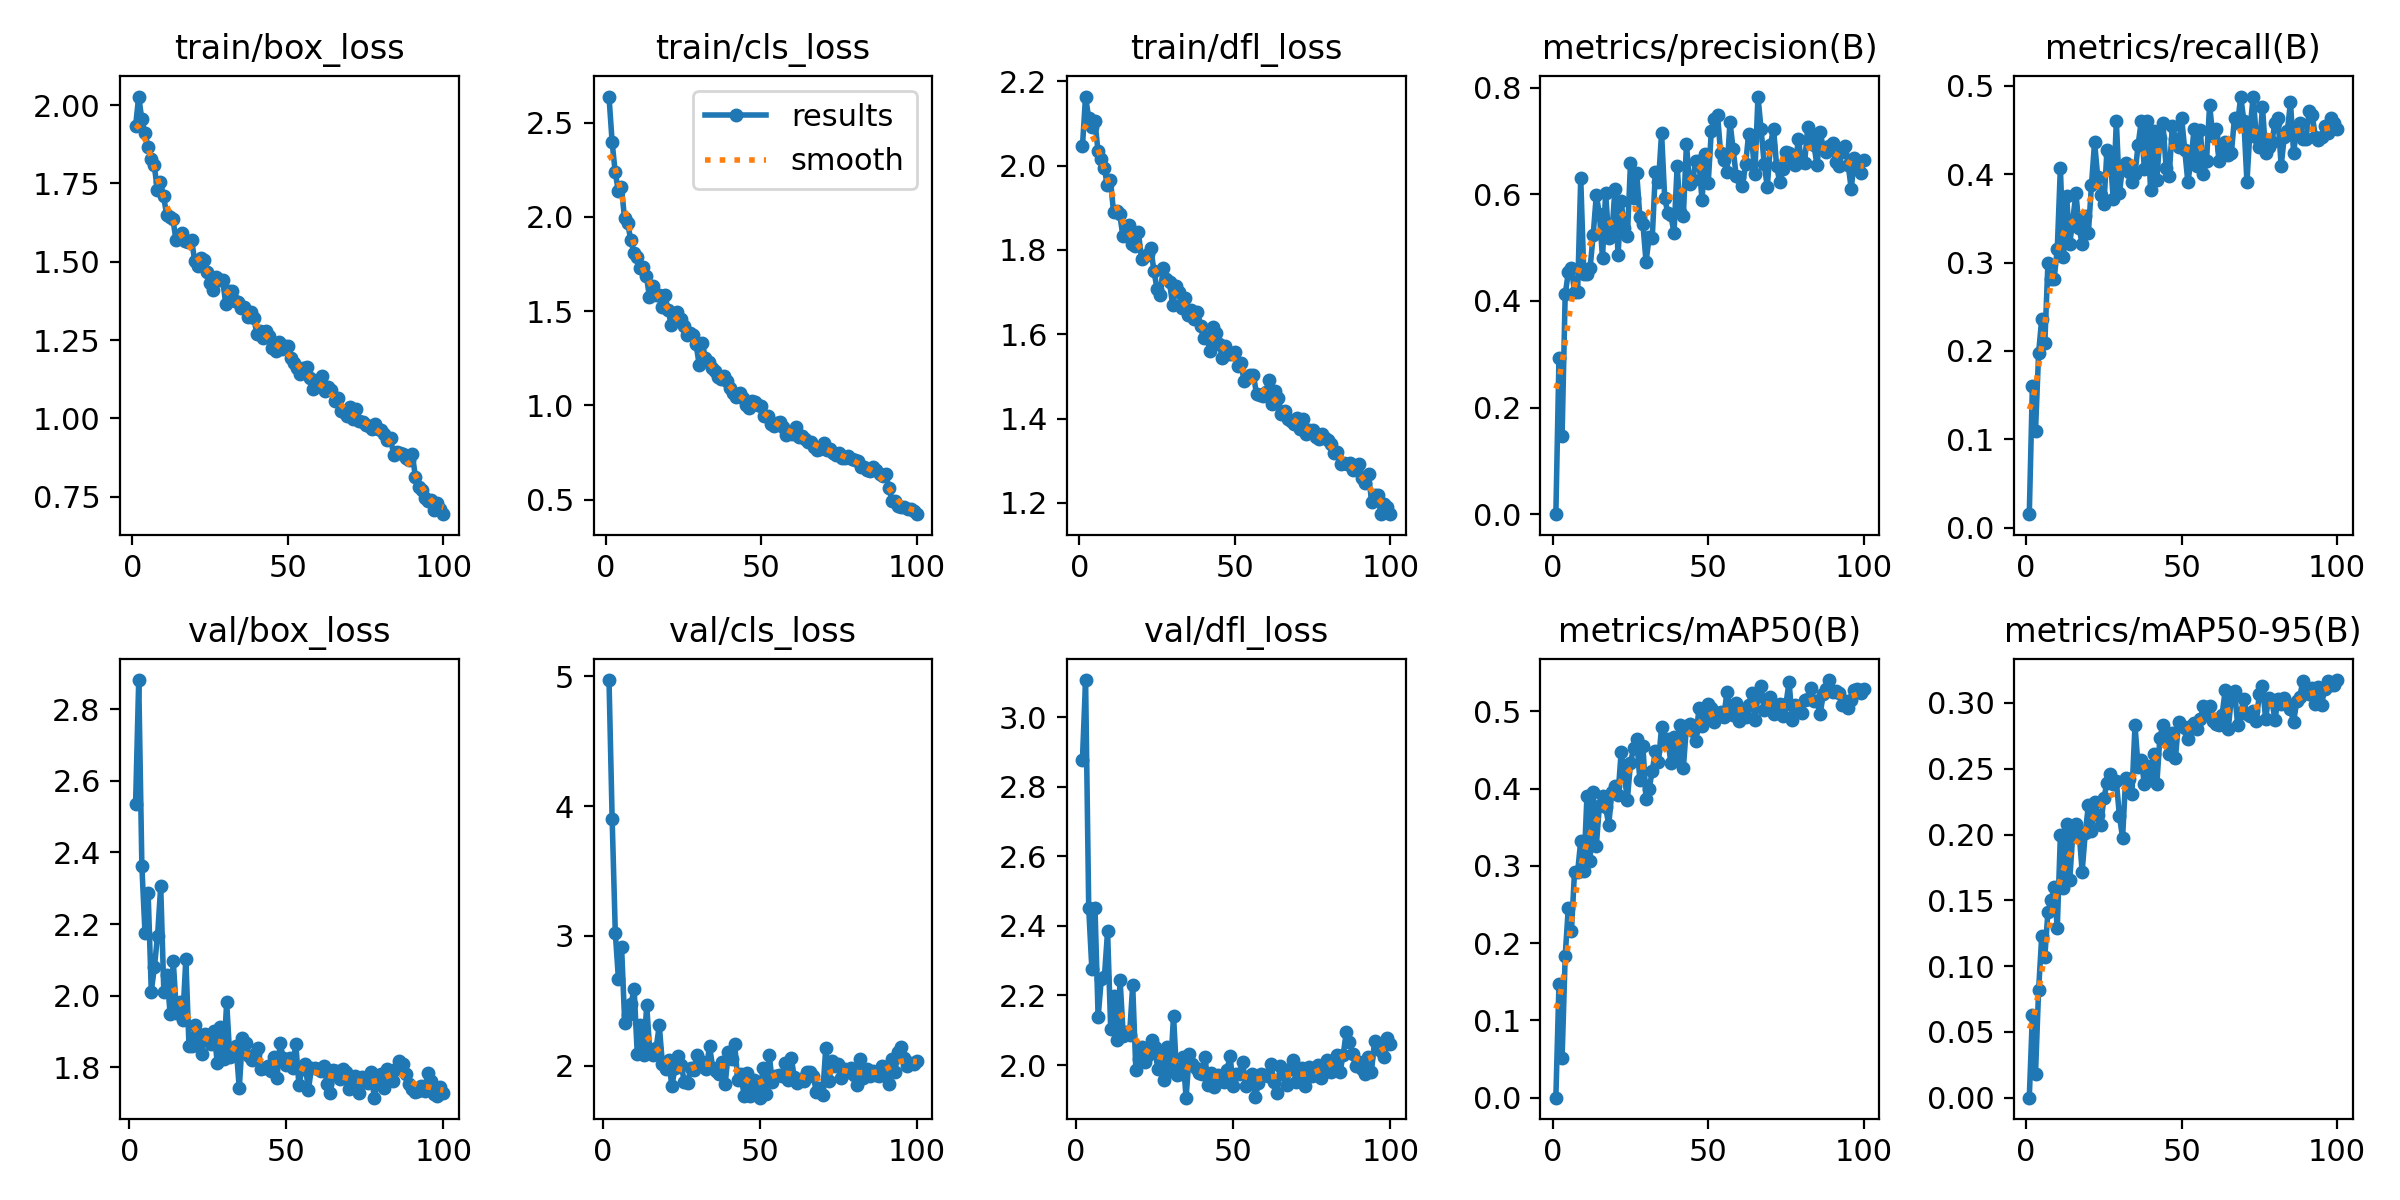 train/box_loss
2.00
1.75
1.50
1.25
1.00
0.75
0 50 100
train/cls_loss
results
smooth
2.5
2.0
1.5
1.0
0.5
0 50 100
train/dfl_loss
2.2
2.0
1.8
1.6
1.4
1.2
0 50 100
metrics/precision(B)
0.8
0.6
0.4
0.2
0.0
0 50 100
metrics/recall(B)
0.5
0.4
0.3
0.2
0.1
0.0
0 50 100
val/box_loss
2.8
2.6
2.4
2.2
2.0
1.8
0 50 100
val/cls_loss
5
4
3
2
0 50 100
val/dfl_loss
3.0
2.8
2.6
2.4
2.2
2.0
0 50 100
metrics/mAP50(B)
0.5
0.4
0.3
0.2
0.1
0.0
0 50 100
metrics/mAP50-95(B)
0.30
0.25
0.20
0.15
0.10
0.05
0.00
0 50 100